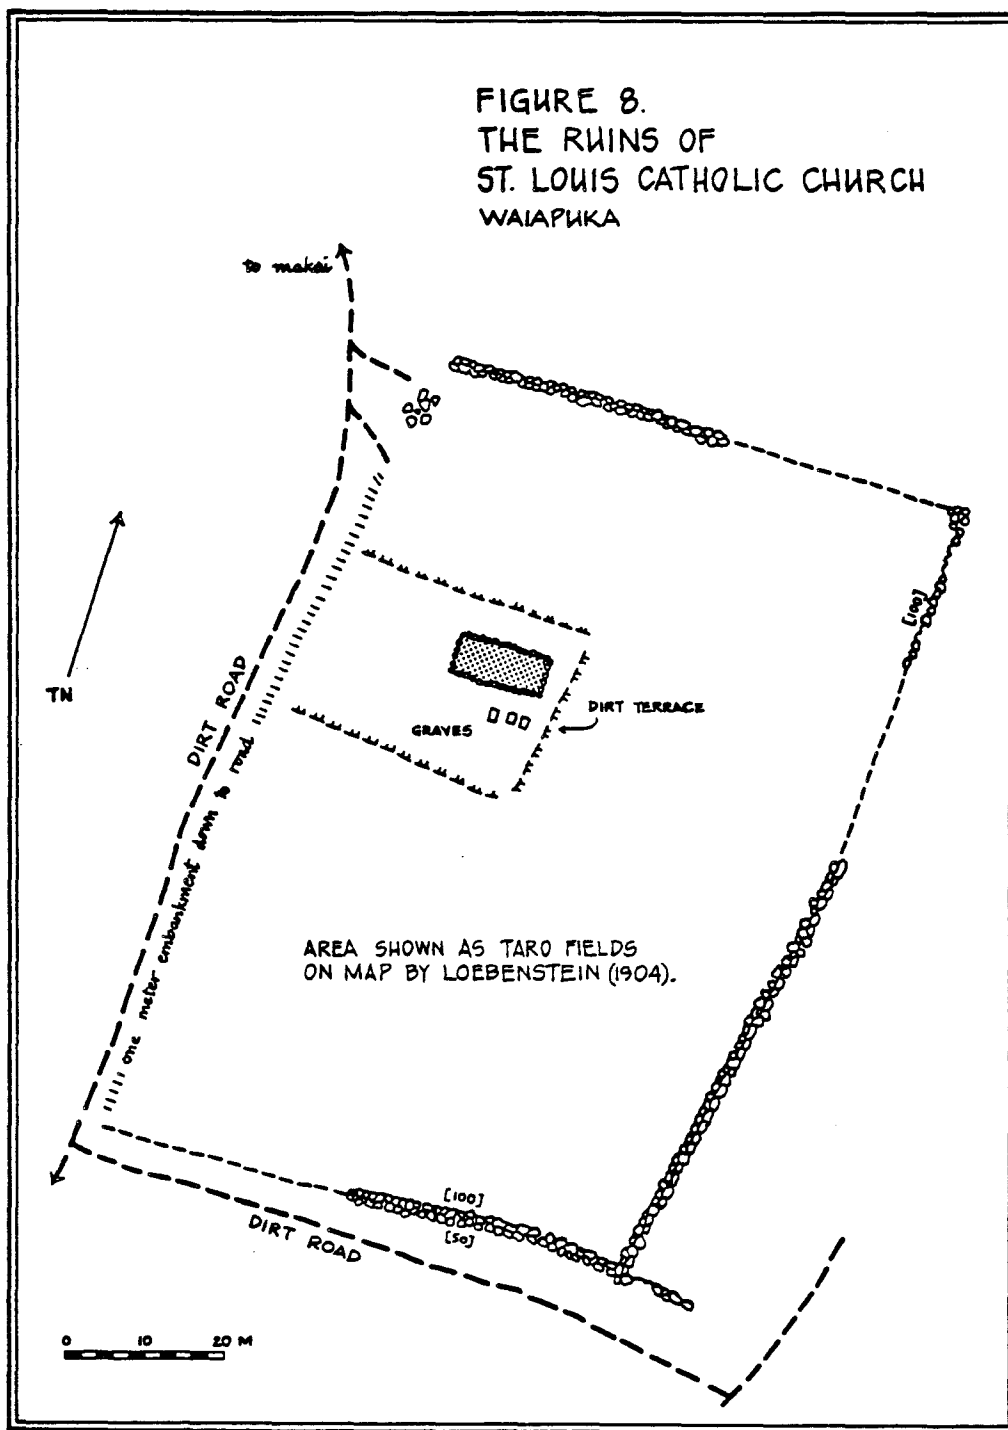 FIGURE 8.
THE RUINS OF
ST. LOUIS CATHOLIC CHURCH
WAIAPUKA
to makai
[100]
TN
DIRT ROAD
DIRT TERRACE
GRAVES
one meter embankment down to road
AREA SHOWN AS TARO FIELDS
ON MAP BY LOEBENSTEIN (1904).
[100]
[50]
DIRT ROAD
0 10 20 M